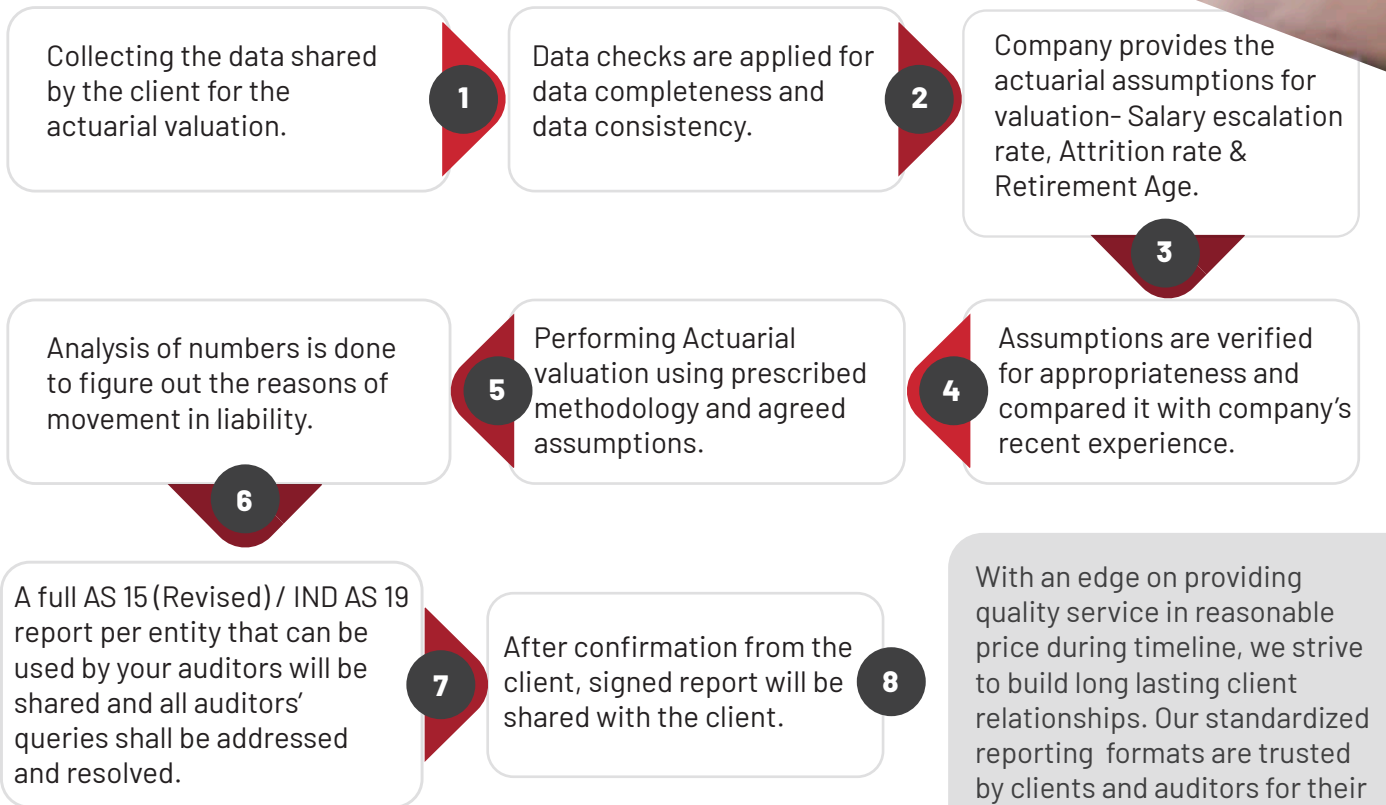 Collecting the data shared
by the client for the
actuarial valuation.
1
Data checks are applied for
data completeness and
data consistency.
2
Company provides the
actuarial assumptions for
valuation- Salary escalation
rate, Attrition rate &
Retirement Age.
3
Assumptions are verified
for appropriateness and
compared it with company's
recent experience.
4
Performing Actuarial
valuation using prescribed
methodology and agreed
assumptions.
5
Analysis of numbers is done
to figure out the reasons of
movement in liability.
6
A full AS 15 (Revised) / IND AS 19
report per entity that can be
used by your auditors will be
shared and all auditors'
queries shall be addressed
and resolved.
7
After confirmation from the
client, signed report will be
shared with the client.
8
With an edge on providing
quality service in reasonable
price during timeline, we strive
to build long lasting client
relationships. Our standardized
reporting formats are trusted
by clients and auditors for their